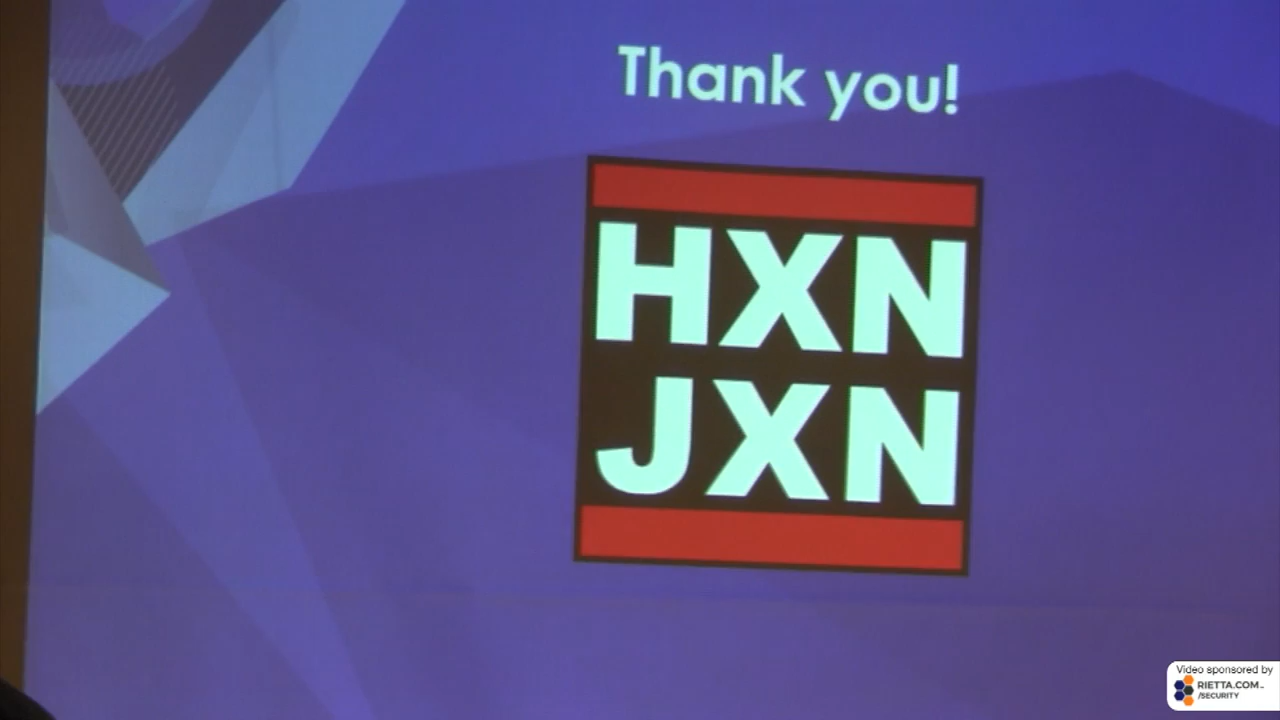 Thank you!
HXN
JXN
Video sponsored by
RIETTA.COM
/SECURITY